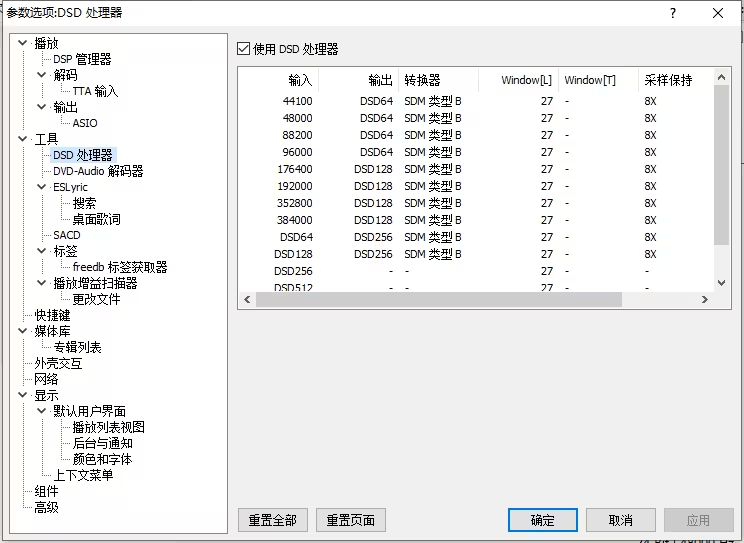 参数选项:DSD 处理器
播放
DSP 管理器
解码
TTA 输入
输出
ASIO
工具
DSD 处理器
DVD-Audio 解码器
ESLyric
搜索
桌面歌词
SACD
标签
freedb 标签获取器
播放增益扫描器
更改文件
快捷键
媒体库
专辑列表
外壳交互
网络
显示
默认用户界面
播放列表视图
后台与通知
颜色和字体
上下文菜单
组件
高级
使用 DSD 处理器
输入 输出 转换器 Window[L] Window[T] 采样保持
44100 DSD64 SDM 类型 B 27 - 8X
48000 DSD64 SDM 类型 B 27 - 8X
88200 DSD64 SDM 类型 B 27 - 8X
96000 DSD64 SDM 类型 B 27 - 8X
176400 DSD128 SDM 类型 B 27 - 8X
192000 DSD128 SDM 类型 B 27 - 8X
352800 DSD128 SDM 类型 B 27 - 8X
384000 DSD128 SDM 类型 B 27 - 8X
DSD64 DSD256 SDM 类型 B 27 - 8X
DSD128 DSD256 SDM 类型 B 27 - 8X
DSD256 - - 27 -
DSD512 - - 27 -
重置全部 重置页面 确定 取消 应用